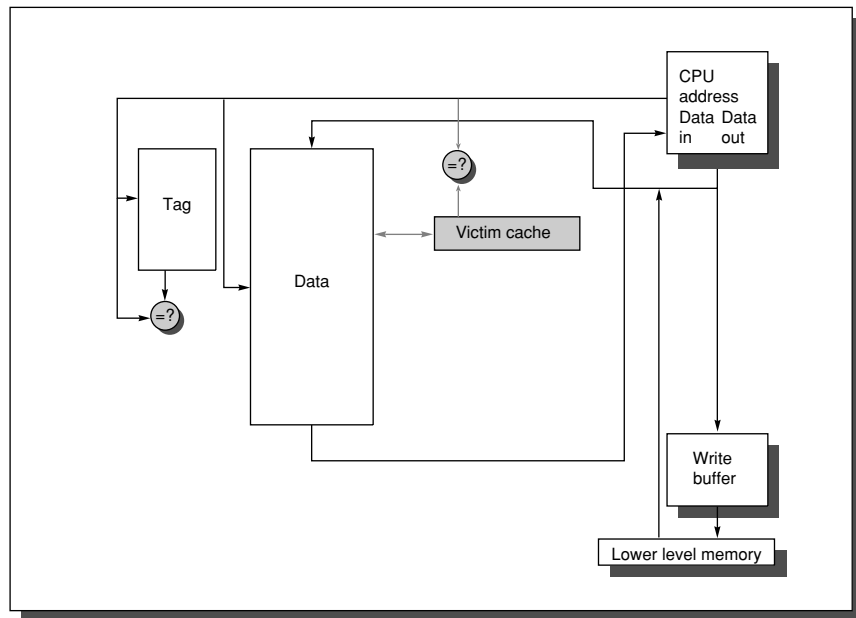 CPU
address
Data Data
in out
=?
Tag
Victim cache
Data
=?
Write
buffer
Lower level memory